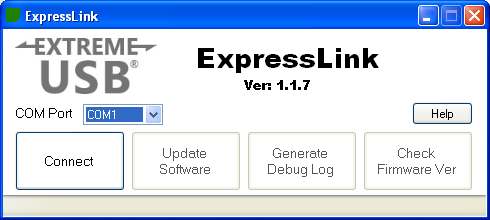 ExpressLink
EXTREME
USB®
ExpressLink
Ver: 1.1.7
COM Port COM1
Help
Connect
Update
Software
Generate
Debug Log
Check
Firmware Ver